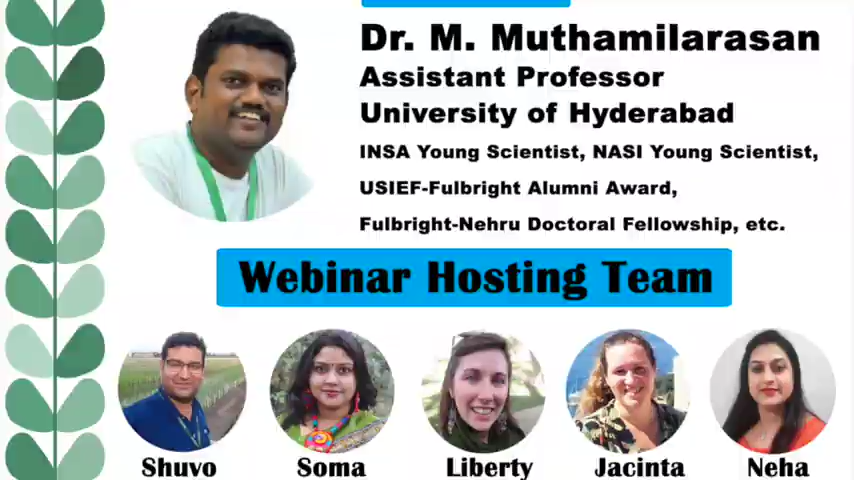 Dr. M. Muthamilarasan
Assistant Professor
University of Hyderabad
INSA Young Scientist, NASI Young Scientist,
USIEF-Fulbright Alumni Award,
Fulbright-Nehru Doctoral Fellowship, etc.
Webinar Hosting Team
Shuvo Soma Liberty Jacinta Neha